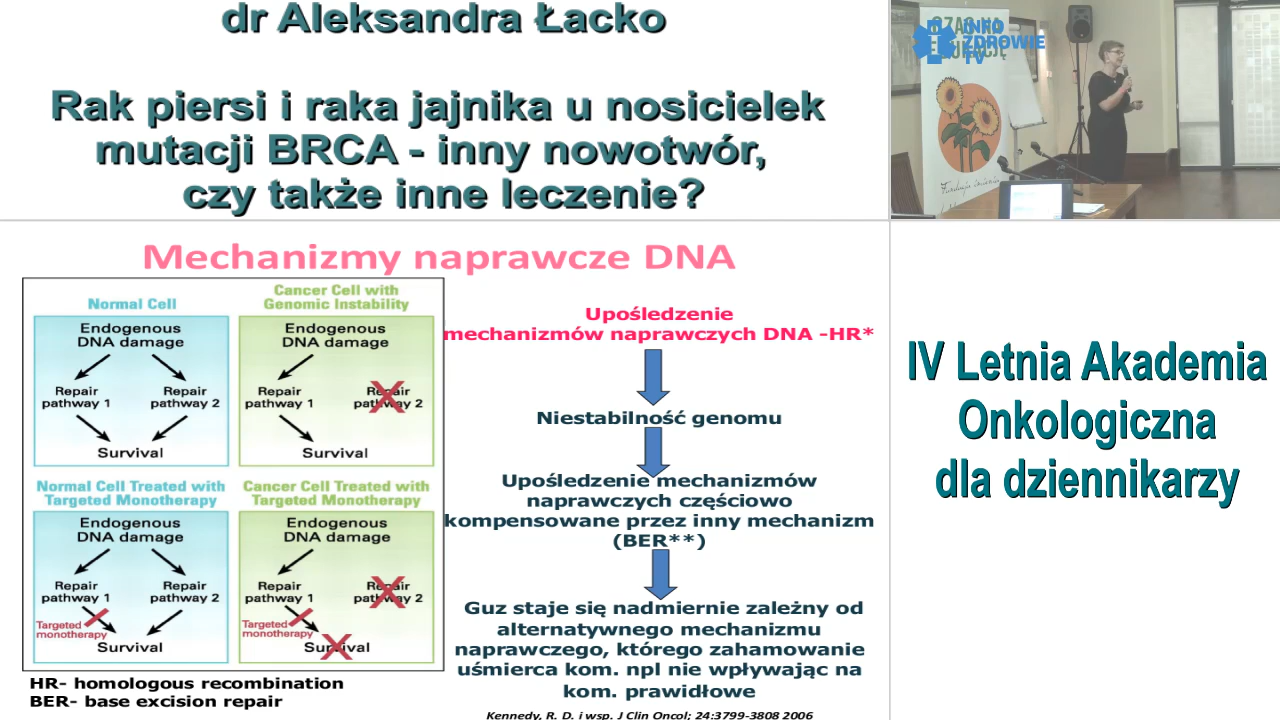 dr Aleksandra Łacko
Rak piersi i raka jajnika u nosicielek
mutacji BRCA - inny nowotwór,
czy także inne leczenie?
INFO
ZDROWIE
TV
Mechanizmy naprawcze DNA
Normal Cell
Endogenous
DNA damage
Repair
pathway 1
Repair
pathway 2
Survival
Cancer Cell with
Genomic Instability
Endogenous
DNA damage
Repair
pathway 1
Repair
pathway 2
Survival
Normal Cell Treated with
Targeted Monotherapy
Endogenous
DNA damage
Repair
pathway 1
Repair
pathway 2
Targeted
monotherapy
Survival
Cancer Cell Treated with
Targeted Monotherapy
Endogenous
DNA damage
Repair
pathway 1
Repair
pathway 2
Targeted
monotherapy
Survival
HR- homologous recombination
BER- base excision repair
Upośledzenie
mechanizmów naprawczych DNA -HR*
Niestabilność genomu
Upośledzenie mechanizmów
naprawczych częściowo
kompensowane przez inny mechanizm
(BER**)
Guz staje się nadmiernie zależny od
alternatywnego mechanizmu
naprawczego, którego zahamowanie
uśmierca kom. npl nie wpływając na
kom. prawidłowe
Kennedy, R. D. i wsp. J Clin Oncol; 24:3799-3808 2006
IV Letnia Akademia
Onkologiczna
dla dziennikarzy